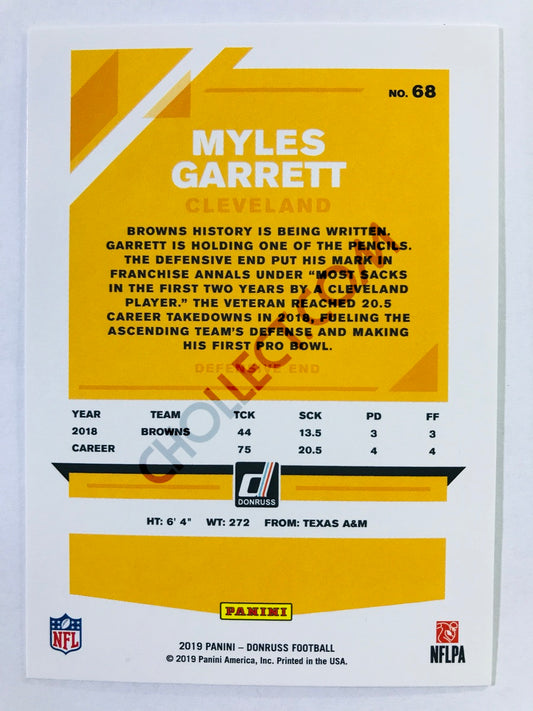 NO. 68
MYLES
GARRETT
CLEVELAND
BROWNS HISTORY IS BEING WRITTEN.
GARRETT IS HOLDING ONE OF THE PENCILS.
THE DEFENSIVE END PUT HIS MARK IN
FRANCHISE ANNALS UNDER “MOST SACKS
IN THE FIRST TWO YEARS BY A CLEVELAND
PLAYER.” THE VETERAN REACHED 20.5
CAREER TAKEDOWNS IN 2018, FUELING THE
ASCENDING TEAM’S DEFENSE AND MAKING
HIS FIRST PRO BOWL.
DEFENSIVE END
CHOLLECT.COM
YEAR TEAM TCK SCK PD FF
2018 BROWNS 44 13.5 3 3
CAREER 75 20.5 4 4
d
DONRUSS
HT: 6' 4" WT: 272 FROM: TEXAS A&M
PANINI
NFL
NFLPA
2019 PANINI – DONRUSS FOOTBALL
© 2019 Panini America, Inc. Printed in the USA.